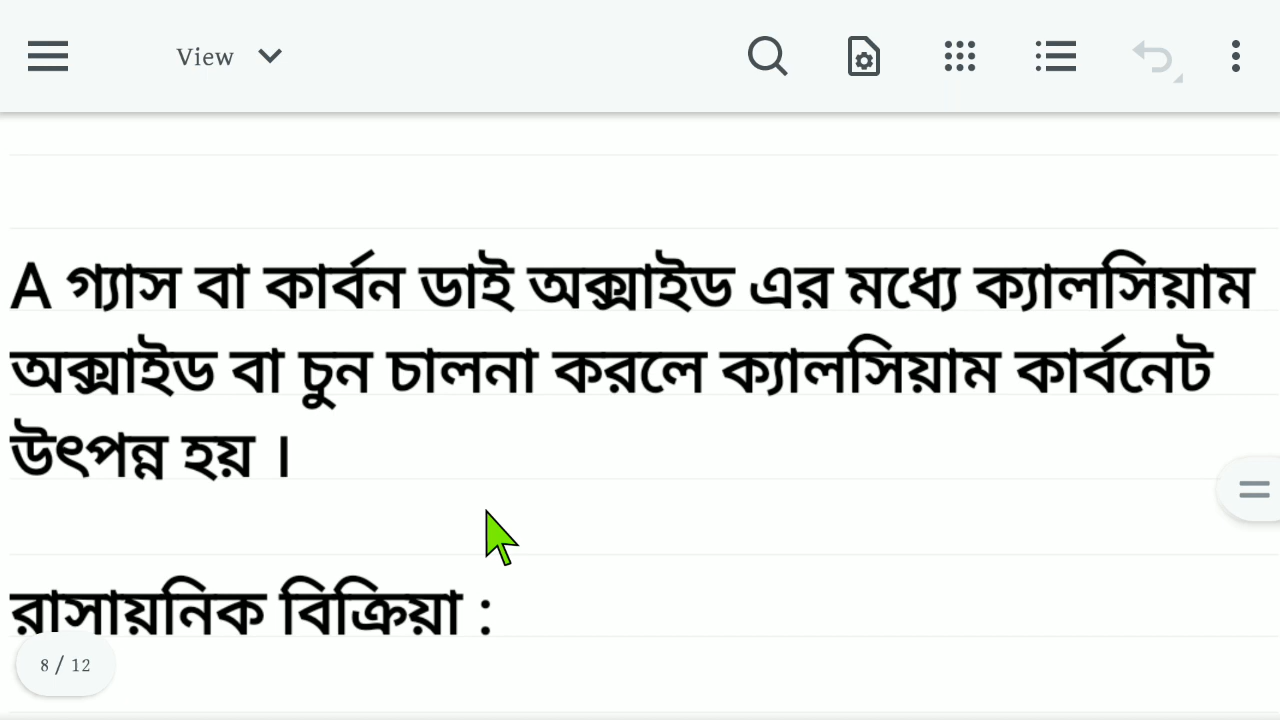 View
A গ্যাস বা কার্বন ডাই অক্সাইড এর মধ্যে ক্যালসিয়াম
অক্সাইড বা চুন চালনা করলে ক্যালসিয়াম কার্বনেট
উৎপন্ন হয় ।
রাসায়নিক বিক্রিয়া :
8 / 12